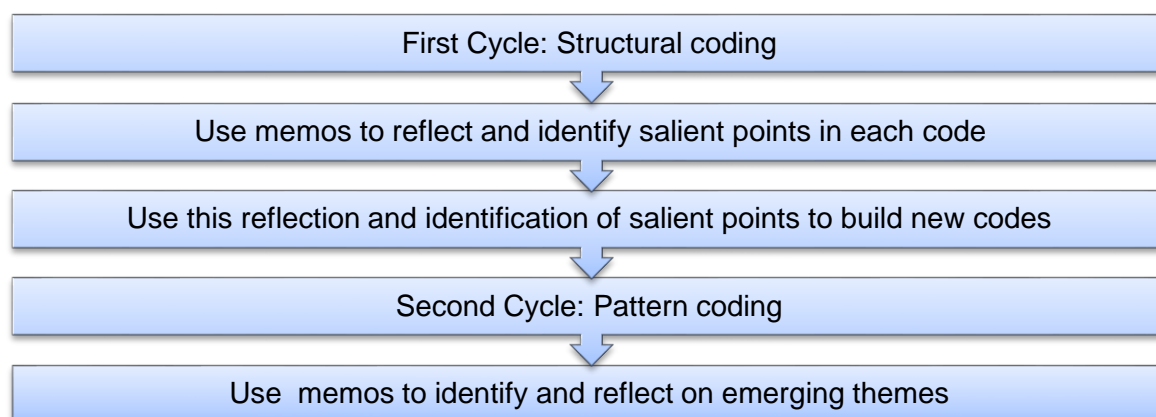 First Cycle: Structural coding
Use memos to reflect and identify salient points in each code
Use this reflection and identification of salient points to build new codes
Second Cycle: Pattern coding
Use  memos to identify and reflect on emerging themes